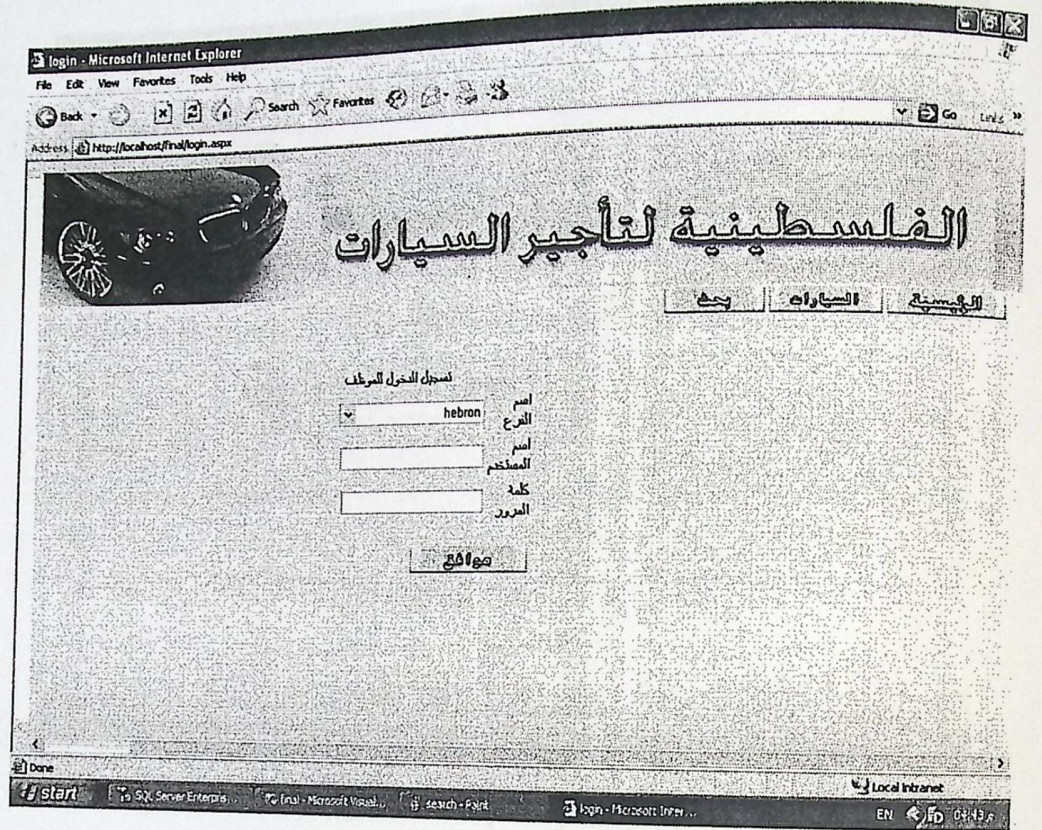 login - Microsoft Internet Explorer
File Edit View Favorites Tools Help
Back Search Favorites
Address http://localhost/final/login.aspx Go Links »
الفلسطينية لتأجير السيارات
الرئيسية السيارات بحث
تسجيل الدخول للموظف
اسم الفرع hebron
اسم المستخدم
كلمة المرور
موافق
Done Local intranet
start SQL Server Enterpris... final - Microsoft Visual... search - Paint login - Microsoft Inter... EN